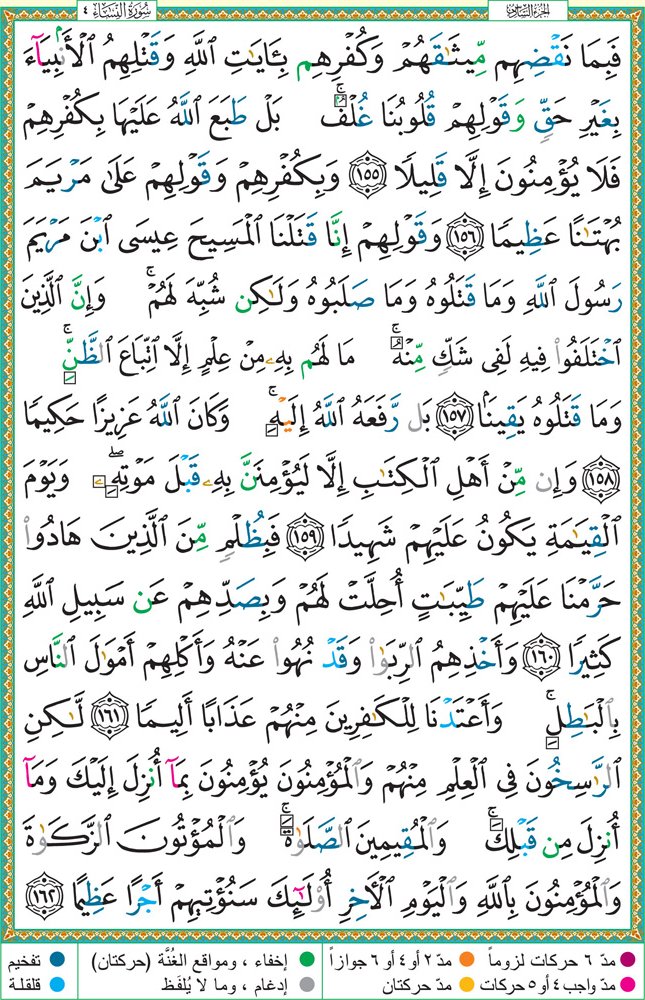 سُورَةُ النِّسَاءِ ٤
الجزء السادس
فَبِمَا نَقۡضِهِم مِّيثَٰقَهُمۡ وَكُفۡرِهِم بِـَٔايَٰتِ ٱللَّهِ وَقَتۡلِهِمُ ٱلۡأَنۢبِيَآءَ
بِغَيۡرِ حَقّٖ وَقَوۡلِهِمۡ قُلُوبُنَا غُلۡفُۢۚ بَلۡ طَبَعَ ٱللَّهُ عَلَيۡهَا بِكُفۡرِهِمۡ
فَلَا يُؤۡمِنُونَ إِلَّا قَلِيلٗا ١٥٥ وَبِكُفۡرِهِمۡ وَقَوۡلِهِمۡ عَلَىٰ مَرۡيَمَ
بُهۡتَٰنًا عَظِيمٗا ١٥٦ وَقَوۡلِهِمۡ إِنَّا قَتَلۡنَا ٱلۡمَسِيحَ عِيسَى ٱبۡنَ مَرۡيَمَ
رَسُولَ ٱللَّهِ وَمَا قَتَلُوهُ وَمَا صَلَبُوهُ وَلَٰكِن شُبِّهَ لَهُمۡۚ وَإِنَّ ٱلَّذِينَ
ٱخۡتَلَفُواْ فِيهِ لَفِي شَكّٖ مِّنۡهُۚ مَا لَهُم بِهِۦ مِنۡ عِلۡمٍ إِلَّا ٱتِّبَاعَ ٱلظَّنِّۚ
وَمَا قَتَلُوهُ يَقِينَۢا ١٥٧ بَل رَّفَعَهُ ٱللَّهُ إِلَيۡهِۚ وَكَانَ ٱللَّهُ عَزِيزًا حَكِيمٗا
١٥٨ وَإِن مِّنۡ أَهۡلِ ٱلۡكِتَٰبِ إِلَّا لَيُؤۡمِنَنَّ بِهِۦ قَبۡلَ مَوۡتِهِۦۖ وَيَوۡمَ
ٱلۡقِيَٰمَةِ يَكُونُ عَلَيۡهِمۡ شَهِيدٗا ١٥٩ فَبِظُلۡمٖ مِّنَ ٱلَّذِينَ هَادُواْ
حَرَّمۡنَا عَلَيۡهِمۡ طَيِّبَٰتٍ أُحِلَّتۡ لَهُمۡ وَبِصَدِّهِمۡ عَن سَبِيلِ ٱللَّهِ
كَثِيرٗا ١٦٠ وَأَخۡذِهِمُ ٱلرِّبَوٰاْ وَقَدۡ نُهُواْ عَنۡهُ وَأَكۡلِهِمۡ أَمۡوَٰلَ ٱلنَّاسِ
بِٱلۡبَٰطِلِۚ وَأَعۡتَدۡنَا لِلۡكَٰفِرِينَ مِنۡهُمۡ عَذَابًا أَلِيمٗا ١٦١ لَّٰكِنِ
ٱلرَّٰسِخُونَ فِي ٱلۡعِلۡمِ مِنۡهُمۡ وَٱلۡمُؤۡمِنُونَ يُؤۡمِنُونَ بِمَآ أُنزِلَ إِلَيۡكَ وَمَآ
أُنزِلَ مِن قَبۡلِكَۚ وَٱلۡمُقِيمِينَ ٱلصَّلَوٰةَۚ وَٱلۡمُؤۡتُونَ ٱلزَّكَوٰةَ
وَٱلۡمُؤۡمِنُونَ بِٱللَّهِ وَٱلۡيَوۡمِ ٱلۡأٓخِرِ أُوْلَٰٓئِكَ سَنُؤۡتِيهِمۡ أَجۡرًا عَظِيمًا ١٦٢
مدّ ٦ حركات لزوماً مدّ ٢ أو ٤ أو ٦ جوازاً إخفاء ، ومواقع الغُنَّة (حركتان) تفخيم
مدّ واجب ٤ أو ٥ حركات مدّ حركتان إدغام ، وما لا يُلفَظ قلقلة